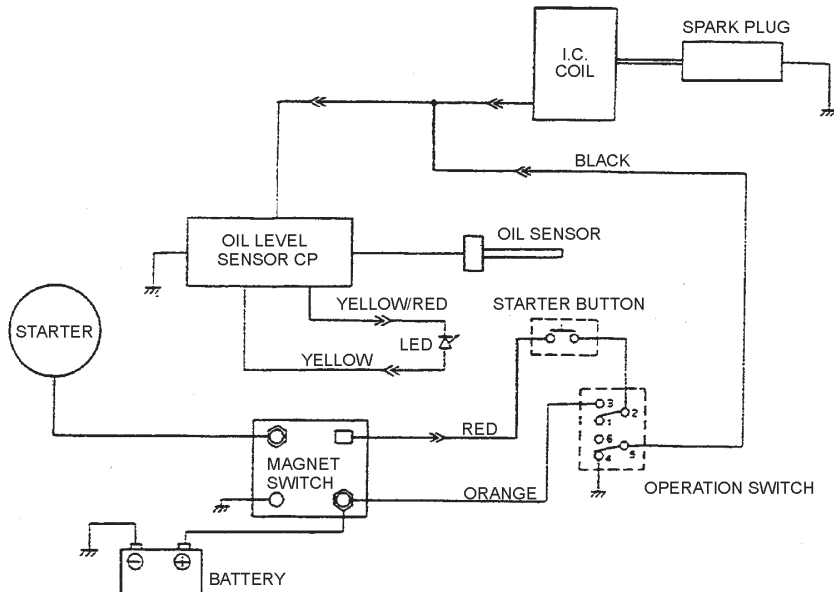 SPARK PLUG
I.C.
COIL
BLACK
OIL LEVEL
SENSOR CP
OIL SENSOR
YELLOW/RED
STARTER BUTTON
STARTER
LED
YELLOW
3
2
1
RED
6
5
4
MAGNET
SWITCH
ORANGE
OPERATION SWITCH
BATTERY